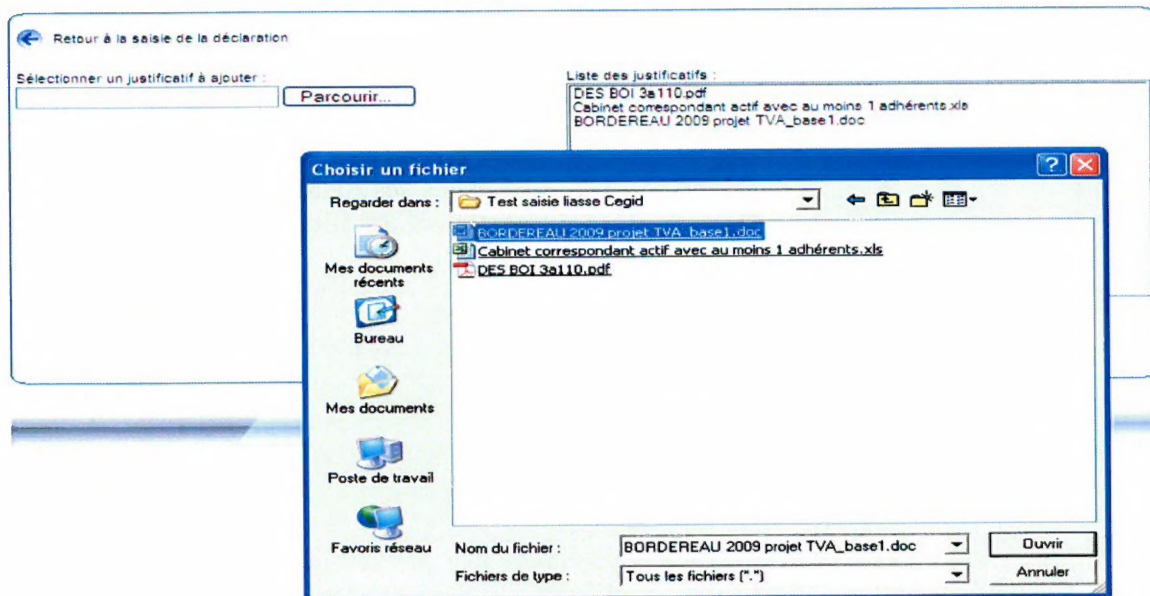 Retour à la saisie de la déclaration
Sélectionner un justificatif à ajouter :
Parcourir...
Liste des justificatifs :
DES BOI 3a110.pdf
Cabinet correspondant actif avec au moins 1 adhérents.xls
BORDEREAU 2009 projet TVA_base1.doc
Choisir un fichier
Regarder dans :
Test saisie liasse Cegid
BORDEREAU 2009 projet TVA_base1.doc
Cabinet correspondant actif avec au moins 1 adhérents.xls
DES BOI 3a110.pdf
Mes documents
récents
Bureau
Mes documents
Poste de travail
Favoris réseau
Nom du fichier :
BORDEREAU 2009 projet TVA_base1.doc
Ouvrir
Fichiers de type :
Tous les fichiers (*.*)
Annuler